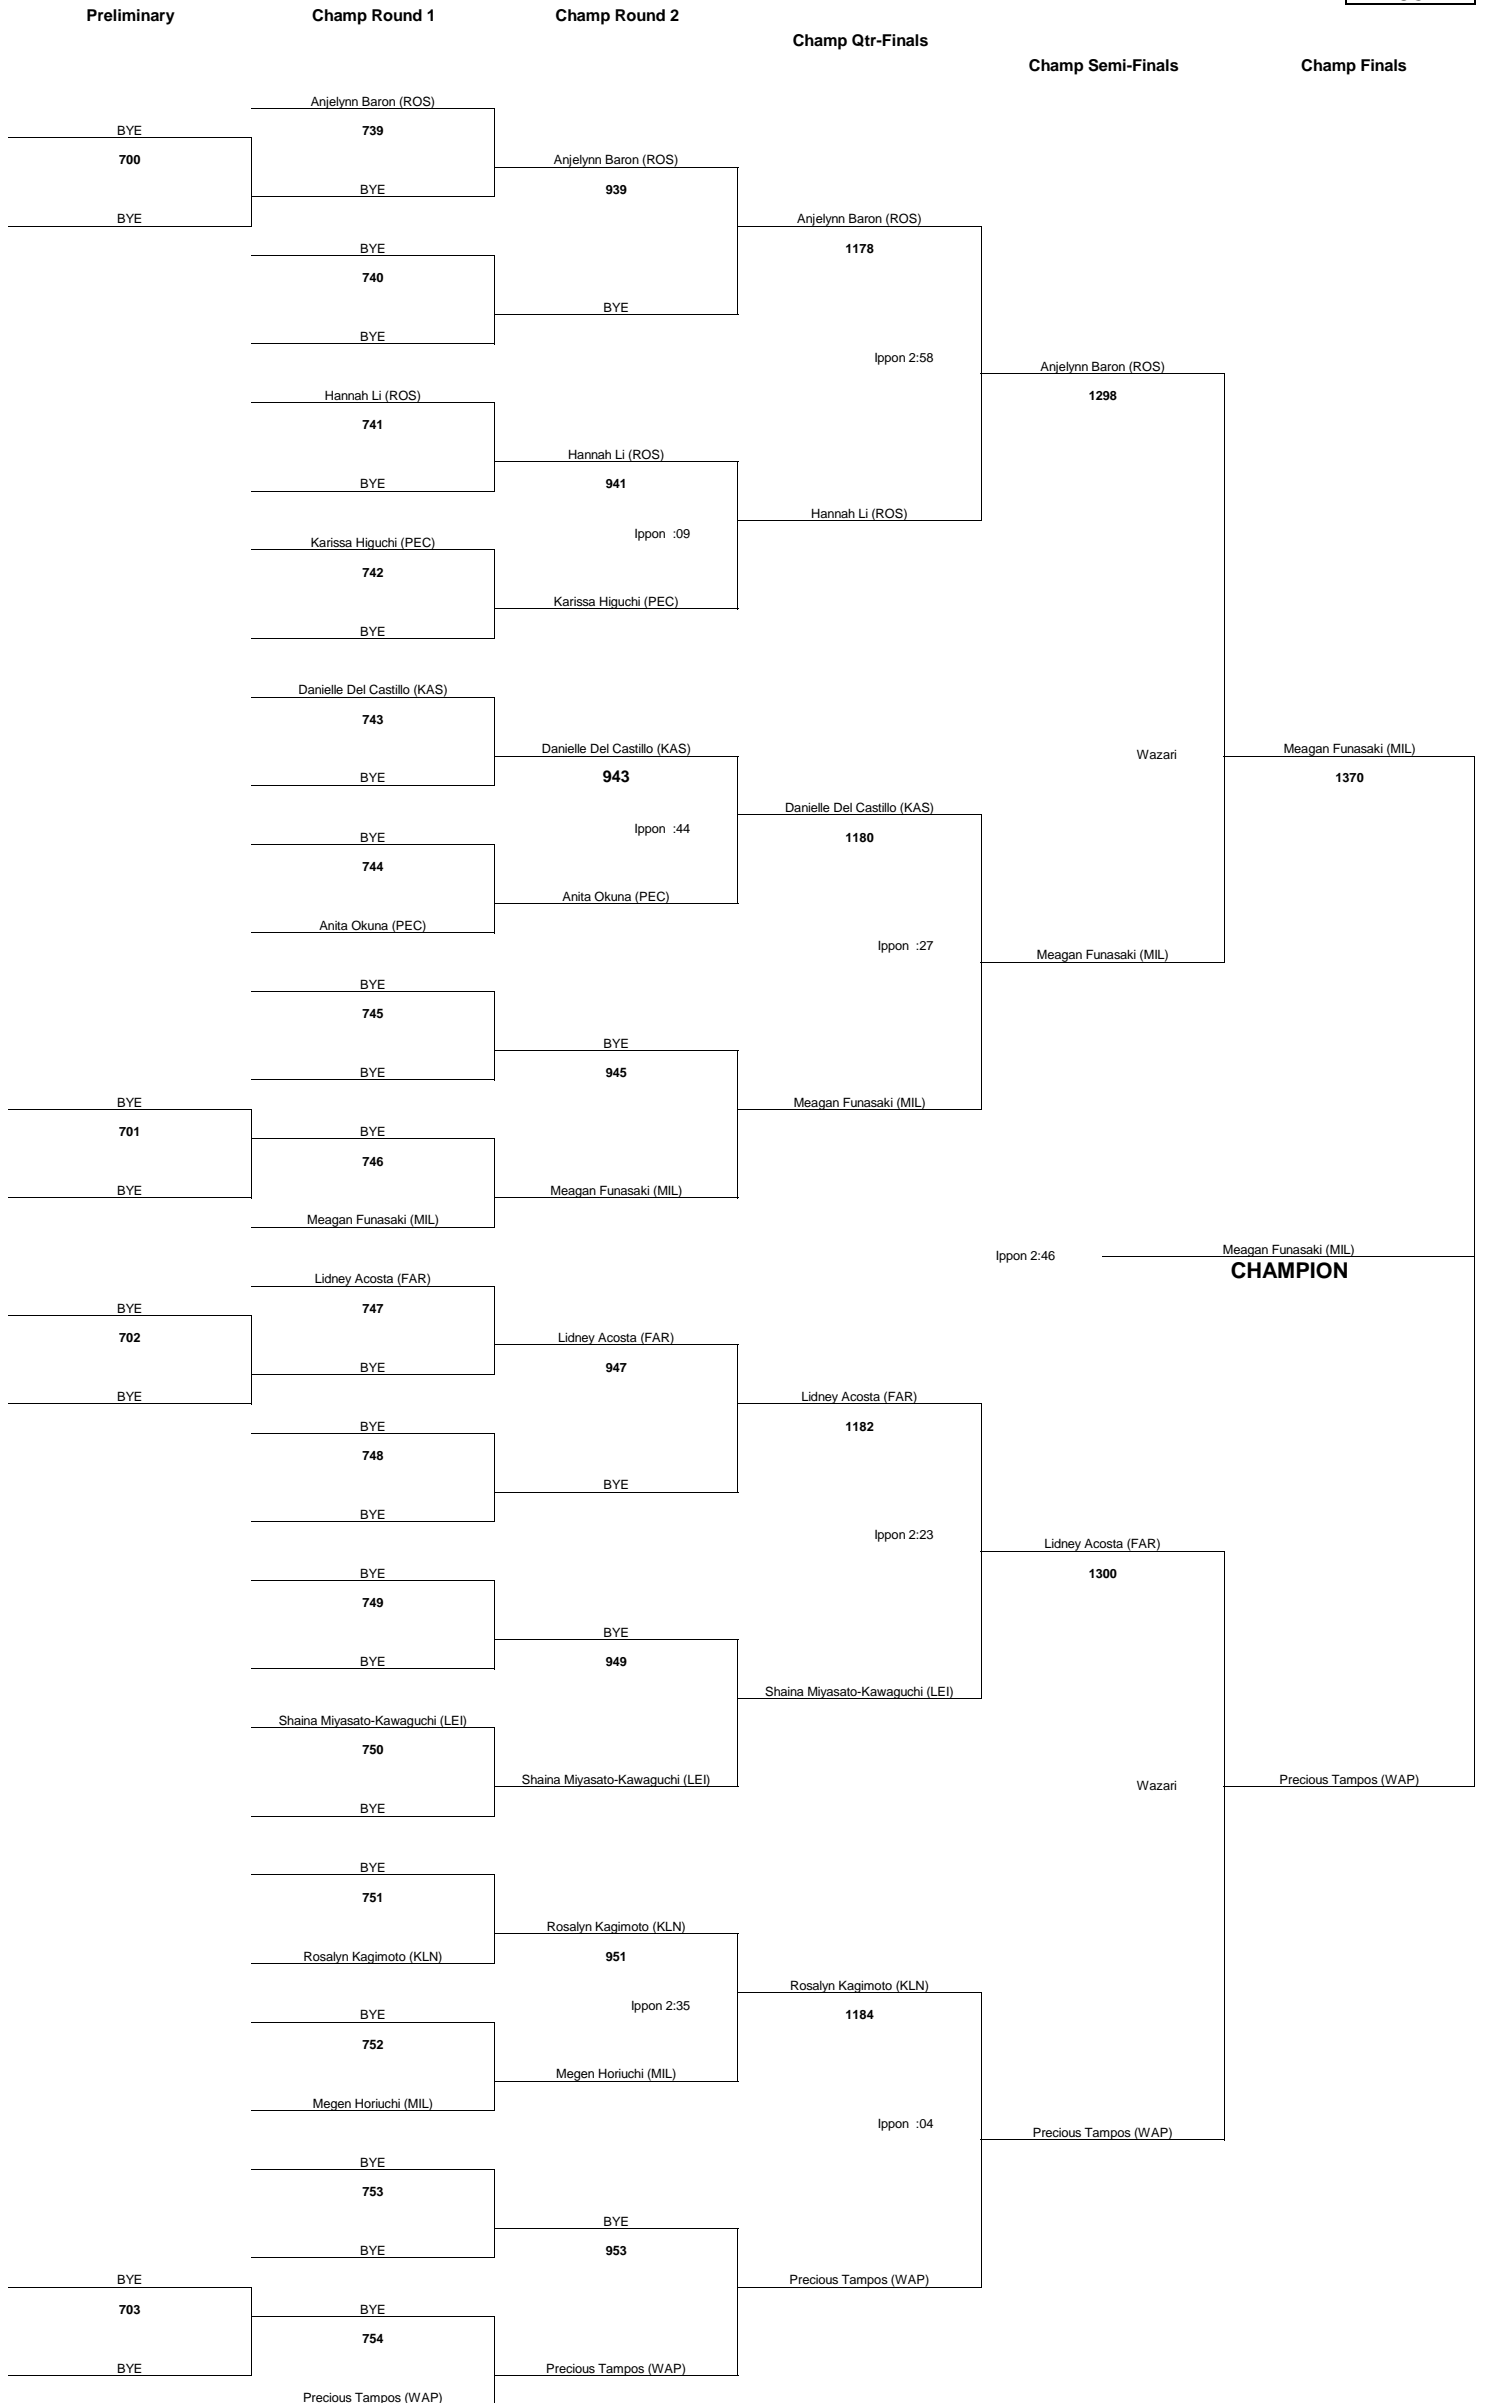 Preliminary Champ Round 1 Champ Round 2
Champ Qtr-Finals
Champ Semi-Finals Champ Finals
Anjelynn Baron (ROS)
BYE 739
700 Anjelynn Baron (ROS)
BYE 939
BYE Anjelynn Baron (ROS)
BYE 1178
740
BYE
BYE
Ippon 2:58 Anjelynn Baron (ROS)
Hannah Li (ROS) 1298
741
Hannah Li (ROS)
BYE 941
Hannah Li (ROS)
Ippon :09
Karissa Higuchi (PEC)
742
Karissa Higuchi (PEC)
BYE
Danielle Del Castillo (KAS)
743
Danielle Del Castillo (KAS) Wazari Meagan Funasaki (MIL)
BYE 943 1370
Danielle Del Castillo (KAS)
Ippon :44
BYE 1180
744
Anita Okuna (PEC)
Anita Okuna (PEC)
Ippon :27 Meagan Funasaki (MIL)
BYE
745
BYE
BYE 945
BYE Meagan Funasaki (MIL)
701 BYE
746
BYE Meagan Funasaki (MIL)
Meagan Funasaki (MIL)
Ippon 2:46 Meagan Funasaki (MIL)
CHAMPION
Lidney Acosta (FAR)
BYE 747
702 Lidney Acosta (FAR)
BYE 947
BYE Lidney Acosta (FAR)
BYE 1182
748
BYE
BYE
Ippon 2:23 Lidney Acosta (FAR)
BYE 1300
749
BYE
BYE 949
Shaina Miyasato-Kawaguchi (LEI)
Shaina Miyasato-Kawaguchi (LEI)
750
Shaina Miyasato-Kawaguchi (LEI) Wazari Precious Tampos (WAP)
BYE
BYE
751
Rosalyn Kagimoto (KLN)
Rosalyn Kagimoto (KLN) 951
Rosalyn Kagimoto (KLN)
Ippon 2:35
BYE 1184
752
Megen Horiuchi (MIL)
Megen Horiuchi (MIL)
Ippon :04 Precious Tampos (WAP)
BYE
753
BYE
BYE 953
BYE Precious Tampos (WAP)
703 BYE
754
BYE Precious Tampos (WAP)
Precious Tampos (WAP)